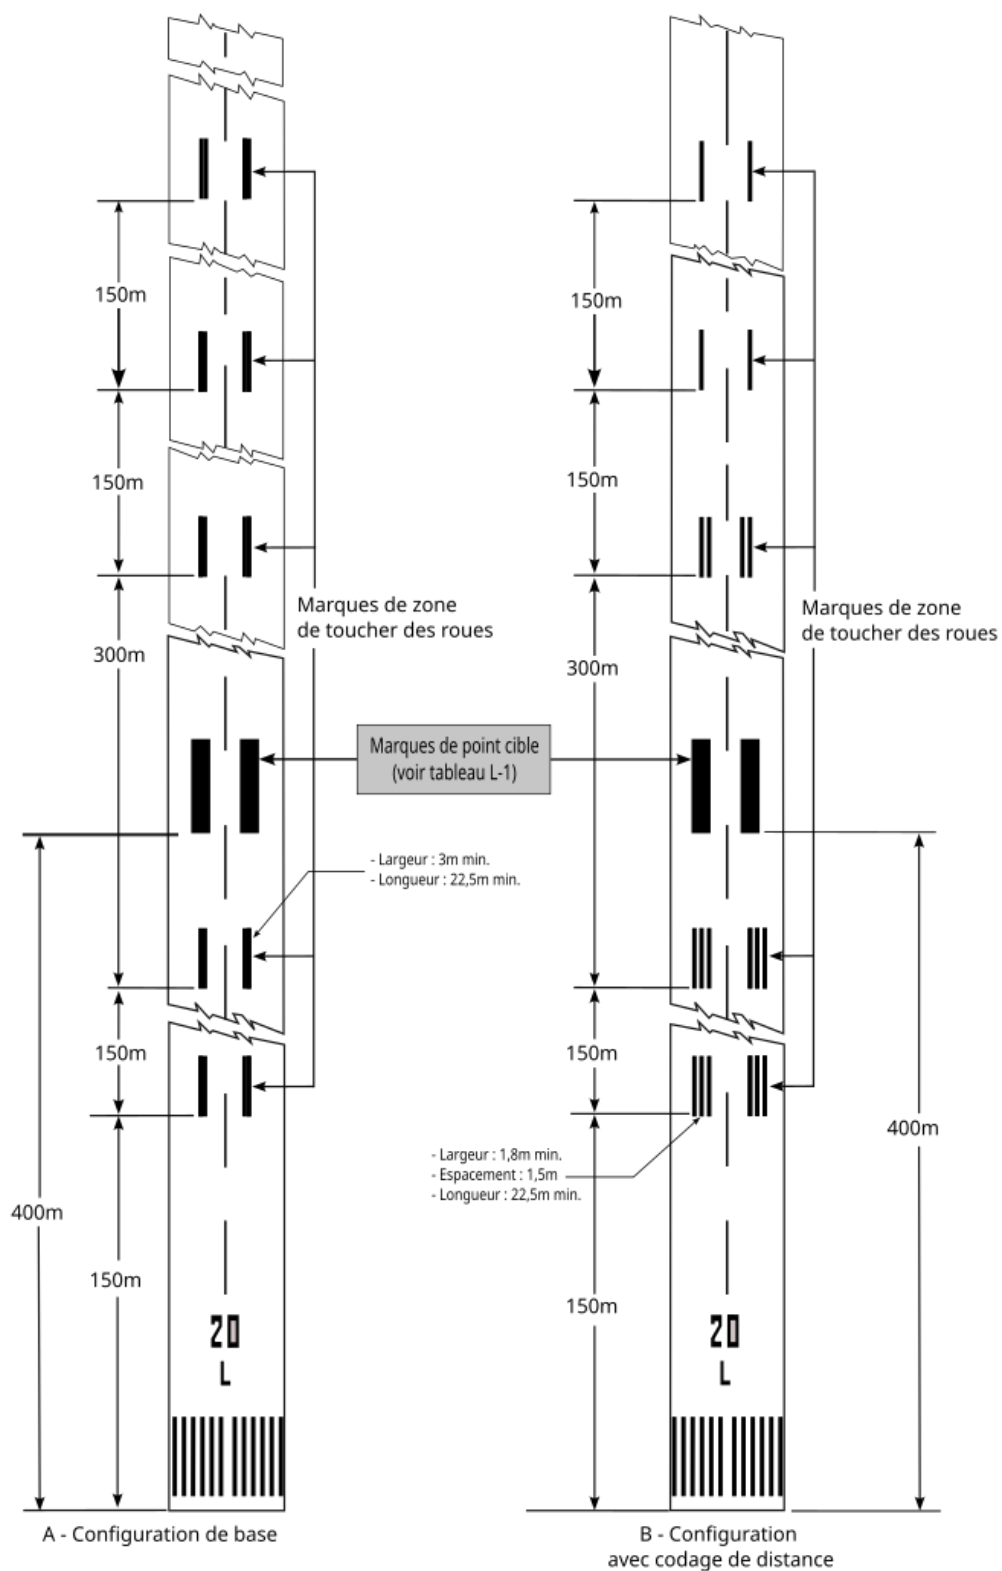 150m
150m
150m
150m
Marques de zone
de toucher des roues
Marques de zone
de toucher des roues
300m
300m
Marques de point cible
(voir tableau L-1)
- Largeur : 3m min.
- Longueur : 22,5m min.
150m
150m
400m
- Largeur : 1,8m min.
- Espacement : 1,5m
- Longueur : 22,5m min.
400m
150m
150m
20
L
20
L
A - Configuration de base
B - Configuration
avec codage de distance